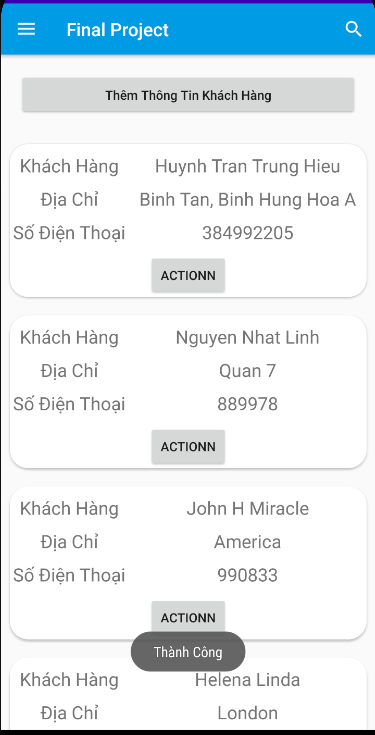 Final Project
Thêm Thông Tin Khách Hàng
Khách Hàng Huynh Tran Trung Hieu
Địa Chỉ Binh Tan, Binh Hung Hoa A
Số Điện Thoại 384992205
ACTIONN
Khách Hàng Nguyen Nhat Linh
Địa Chỉ Quan 7
Số Điện Thoại 889978
ACTIONN
Khách Hàng John H Miracle
Địa Chỉ America
Số Điện Thoại 990833
ACTIONN
Thành Công
Khách Hàng Helena Linda
Địa Chỉ London